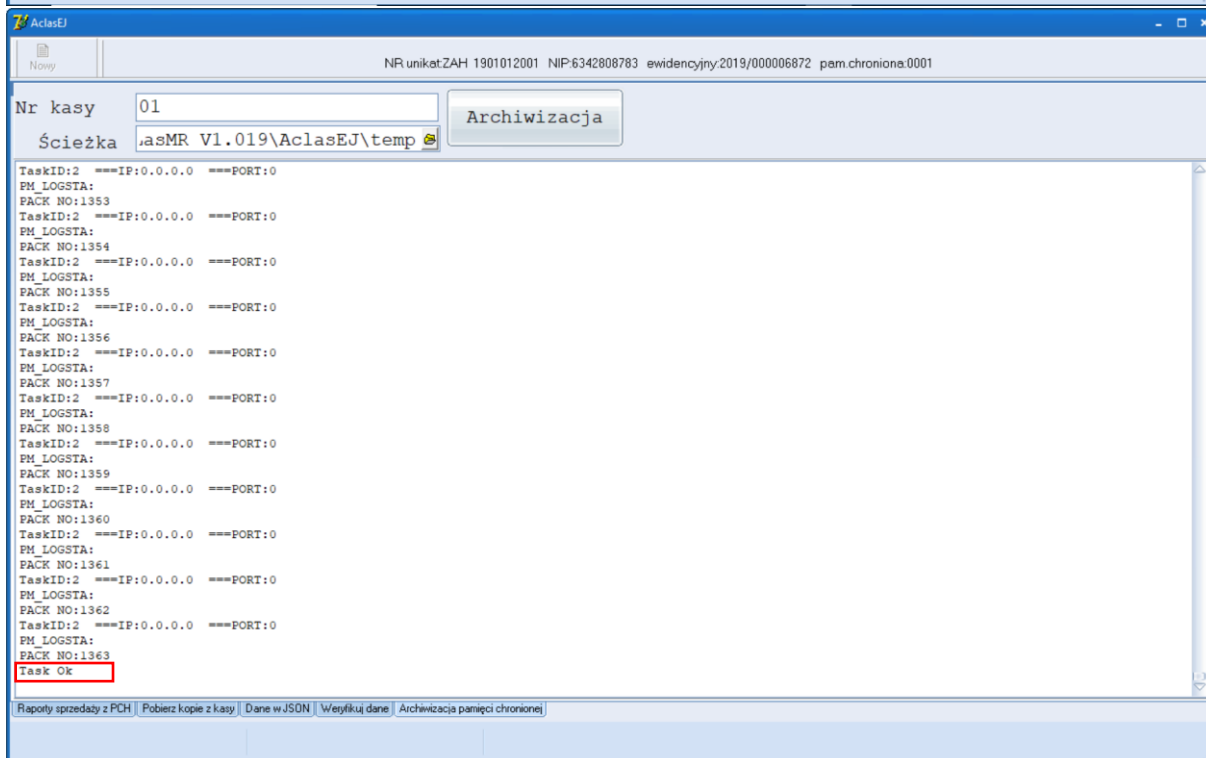 AclasEJ
Nowy
NR unikat:ZAH 1901012001 NIP:6342808783 ewidencyjny:2019/000006872 pam.chroniona:0001
Nr kasy 01
Archiwizacja
Ścieżka asMR V1.019\AclasEJ\temp
TaskID:2 ===IP:0.0.0.0 ===PORT:0
PM_LOGSTA:
PACK NO:1353
TaskID:2 ===IP:0.0.0.0 ===PORT:0
PM_LOGSTA:
PACK NO:1354
TaskID:2 ===IP:0.0.0.0 ===PORT:0
PM_LOGSTA:
PACK NO:1355
TaskID:2 ===IP:0.0.0.0 ===PORT:0
PM_LOGSTA:
PACK NO:1356
TaskID:2 ===IP:0.0.0.0 ===PORT:0
PM_LOGSTA:
PACK NO:1357
TaskID:2 ===IP:0.0.0.0 ===PORT:0
PM_LOGSTA:
PACK NO:1358
TaskID:2 ===IP:0.0.0.0 ===PORT:0
PM_LOGSTA:
PACK NO:1359
TaskID:2 ===IP:0.0.0.0 ===PORT:0
PM_LOGSTA:
PACK NO:1360
TaskID:2 ===IP:0.0.0.0 ===PORT:0
PM_LOGSTA:
PACK NO:1361
TaskID:2 ===IP:0.0.0.0 ===PORT:0
PM_LOGSTA:
PACK NO:1362
TaskID:2 ===IP:0.0.0.0 ===PORT:0
PM_LOGSTA:
PACK NO:1363
Task Ok
Raporty sprzedaży z PCH Pobierz kopie z kasy Dane w JSON Weryfikuj dane Archiwizacja pamięci chronionej